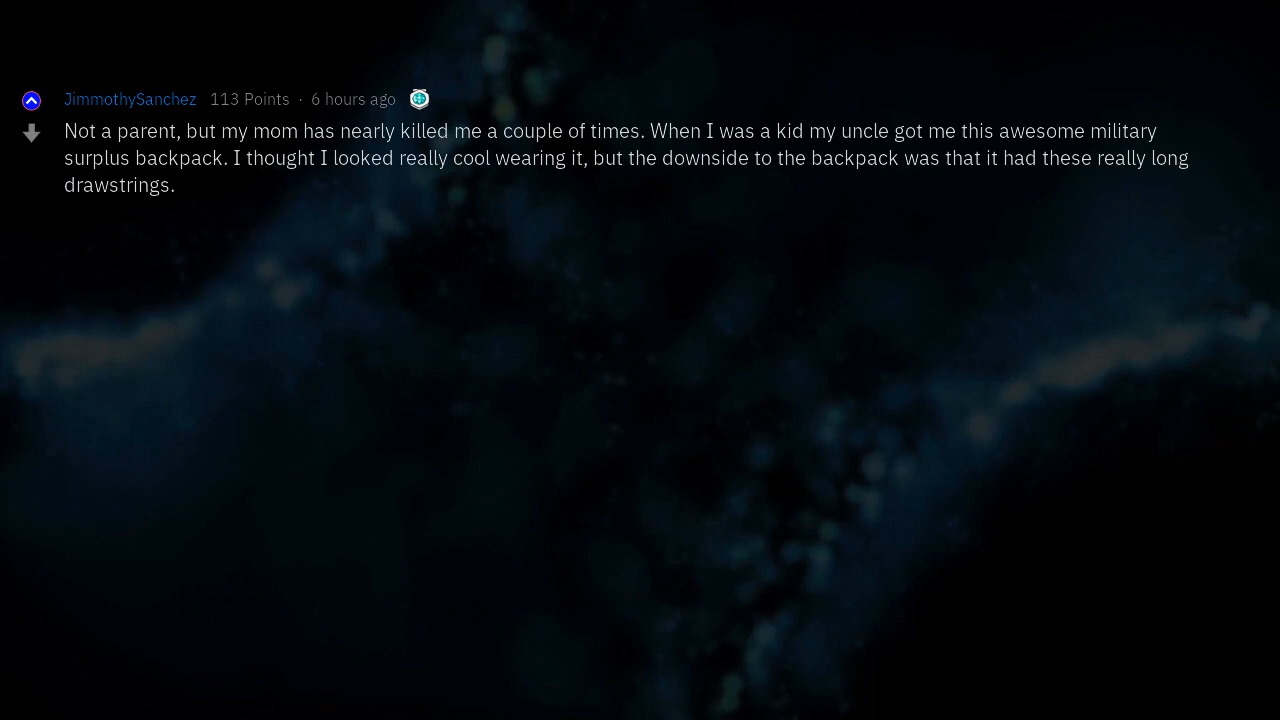 JimmothySanchez 113 Points · 6 hours ago
Not a parent, but my mom has nearly killed me a couple of times. When I was a kid my uncle got me this awesome military
surplus backpack. I thought I looked really cool wearing it, but the downside to the backpack was that it had these really long
drawstrings.